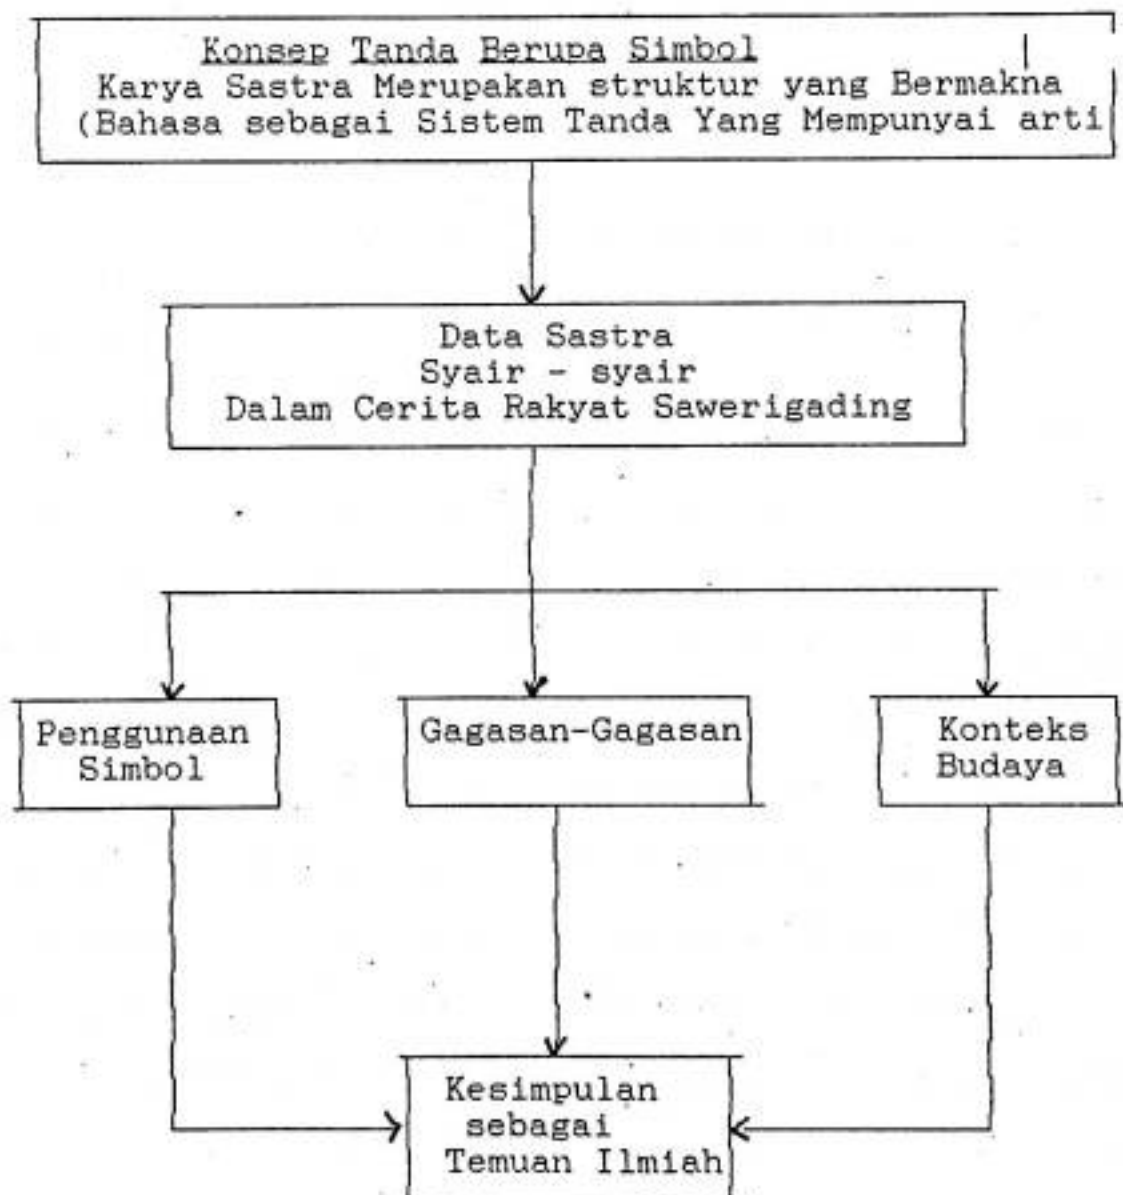 Konsep Tanda Berupa Simbol
Karya Sastra Merupakan struktur yang Bermakna
(Bahasa sebagai Sistem Tanda Yang Mempunyai arti
Data Sastra
Syair - syair
Dalam Cerita Rakyat Sawerigading
Penggunaan
Simbol
Gagasan-Gagasan
Konteks
Budaya
Kesimpulan
sebagai
Temuan Ilmiah